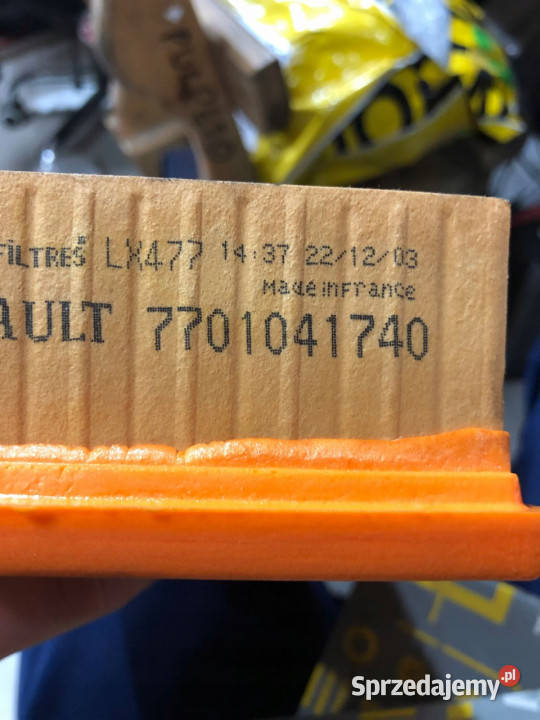 FILTRES LX477 14:37 22/12/03
Made in France
AULT 7701041740
Sprzedajemy.pl